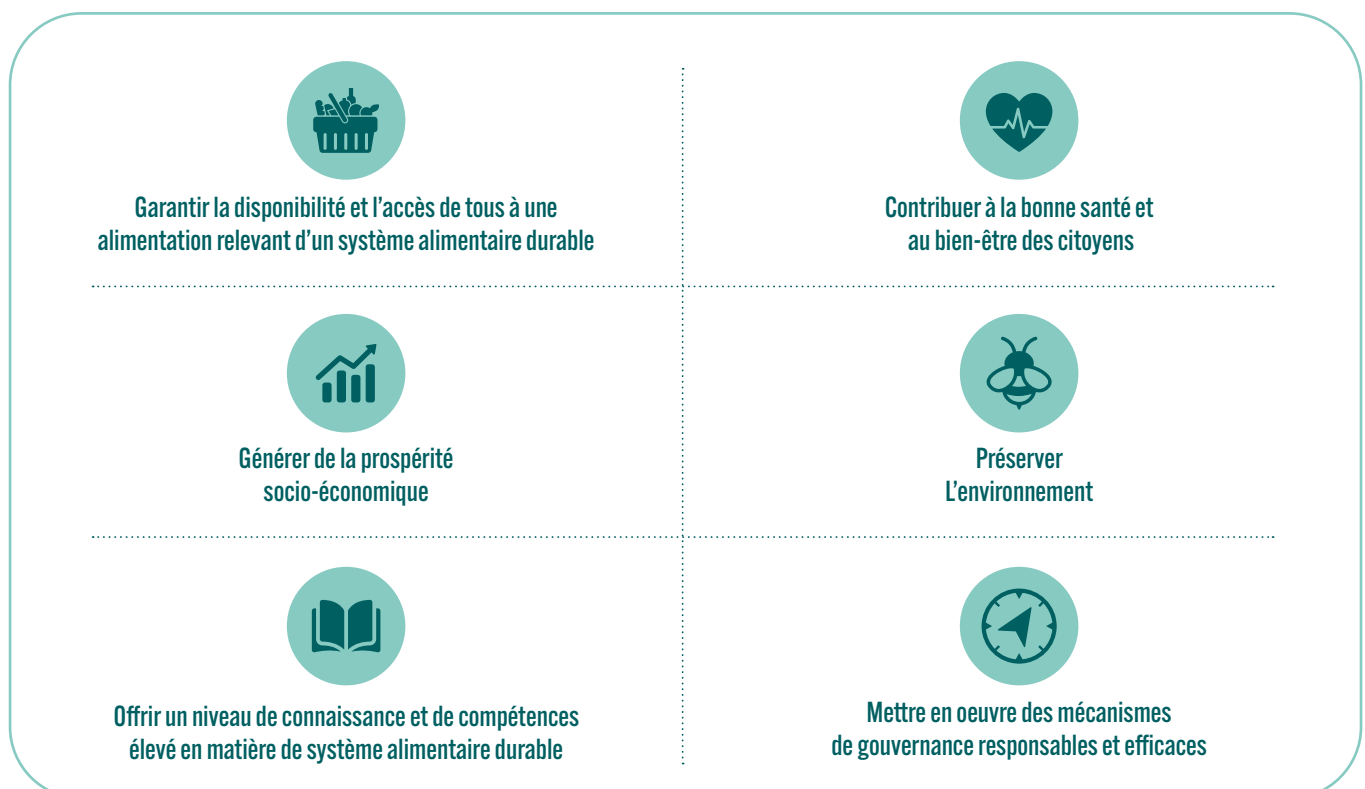 Garantir la disponibilité et l’accès de tous à une
alimentation relevant d’un système alimentaire durable
Contribuer à la bonne santé et
au bien-être des citoyens
Générer de la prospérité
socio-économique
Préserver
L’environnement
Offrir un niveau de connaissance et de compétences
élevé en matière de système alimentaire durable
Mettre en oeuvre des mécanismes
de gouvernance responsables et efficaces